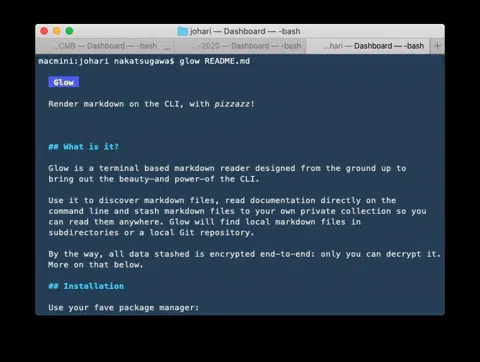 johari — Dashboard — -bash
...CMB — Dashboard — -bash ... ...-2020 — Dashboard — -bash ...hari — Dashboard — -bash +
macmini:johari nakatsugawa$ glow README.md
Glow
Render markdown on the CLI, with pizzazz!
## What is it?
Glow is a terminal based markdown reader designed from the ground up to
bring out the beauty—and power—of the CLI.
Use it to discover markdown files, read documentation directly on the
command line and stash markdown files to your own private collection so you
can read them anywhere. Glow will find local markdown files in
subdirectories or a local Git repository.
By the way, all data stashed is encrypted end-to-end: only you can decrypt it.
More on that below.
## Installation
Use your fave package manager: